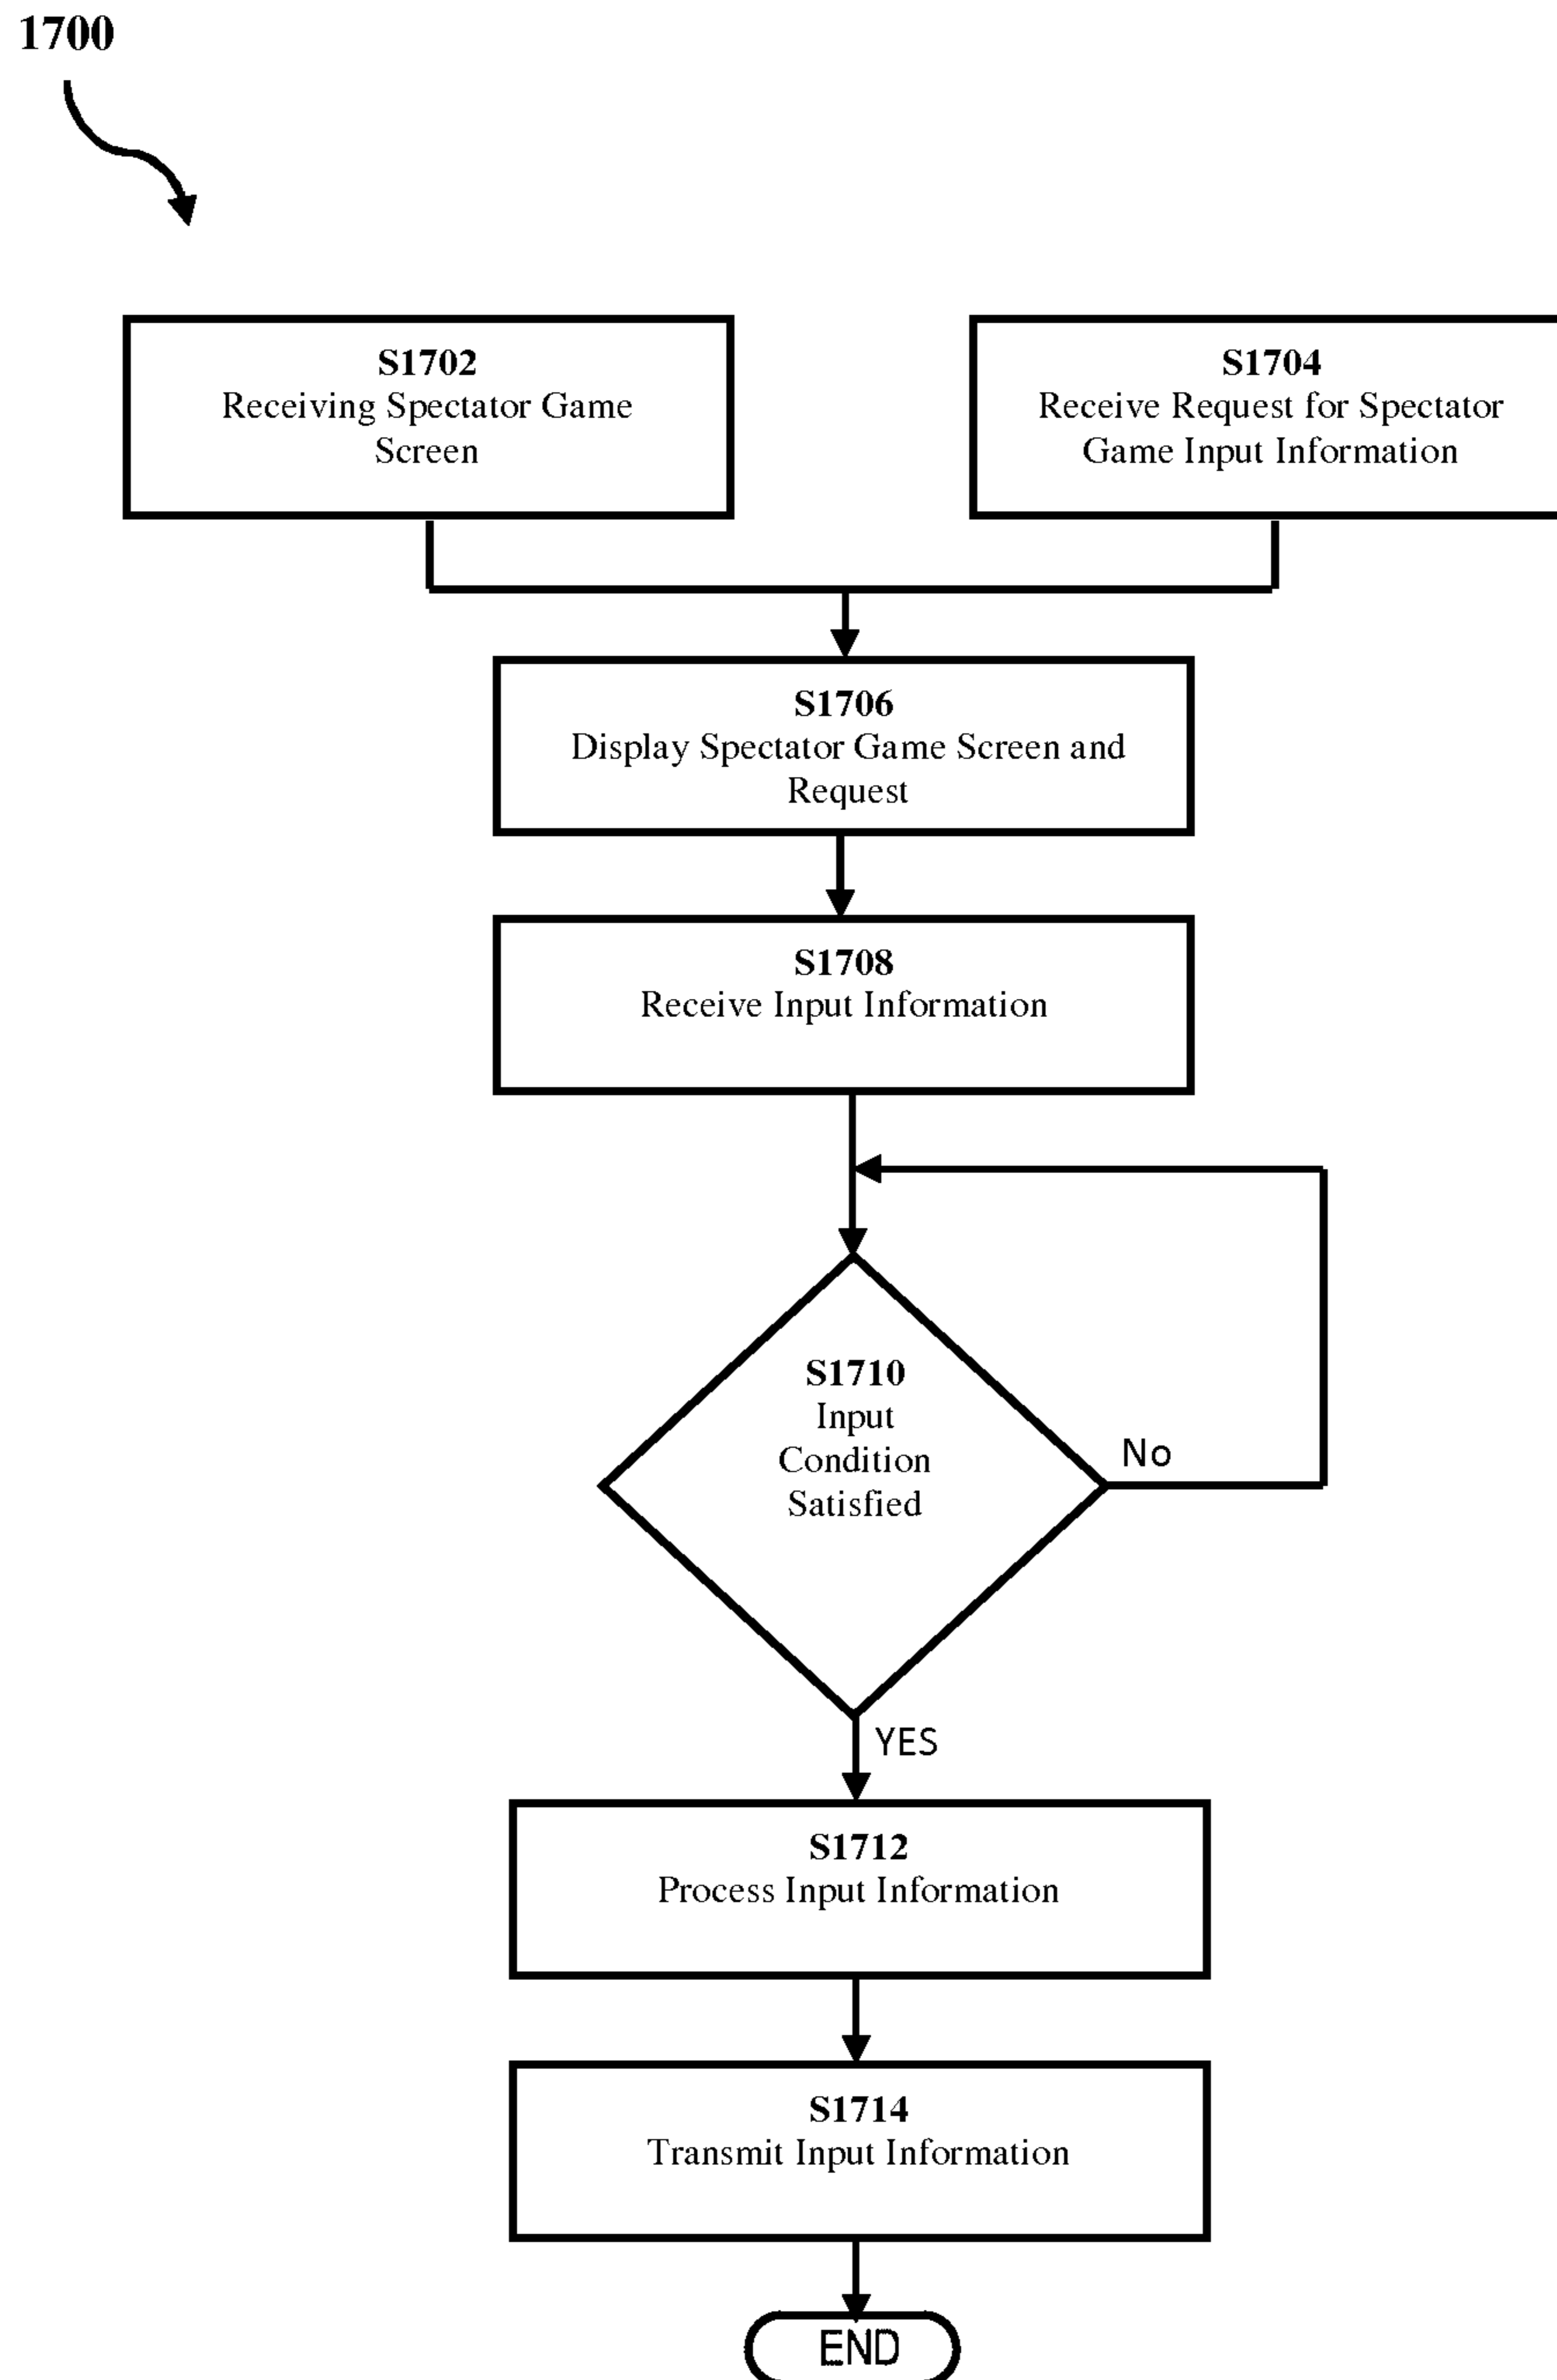 1700
S1702
Receiving Spectator Game
Screen
S1704
Receive Request for Spectator
Game Input Information
S1706
Display Spectator Game Screen and
Request
S1708
Receive Input Information
S1710
Input
Condition
Satisfied
No
YES
S1712
Process Input Information
S1714
Transmit Input Information
END